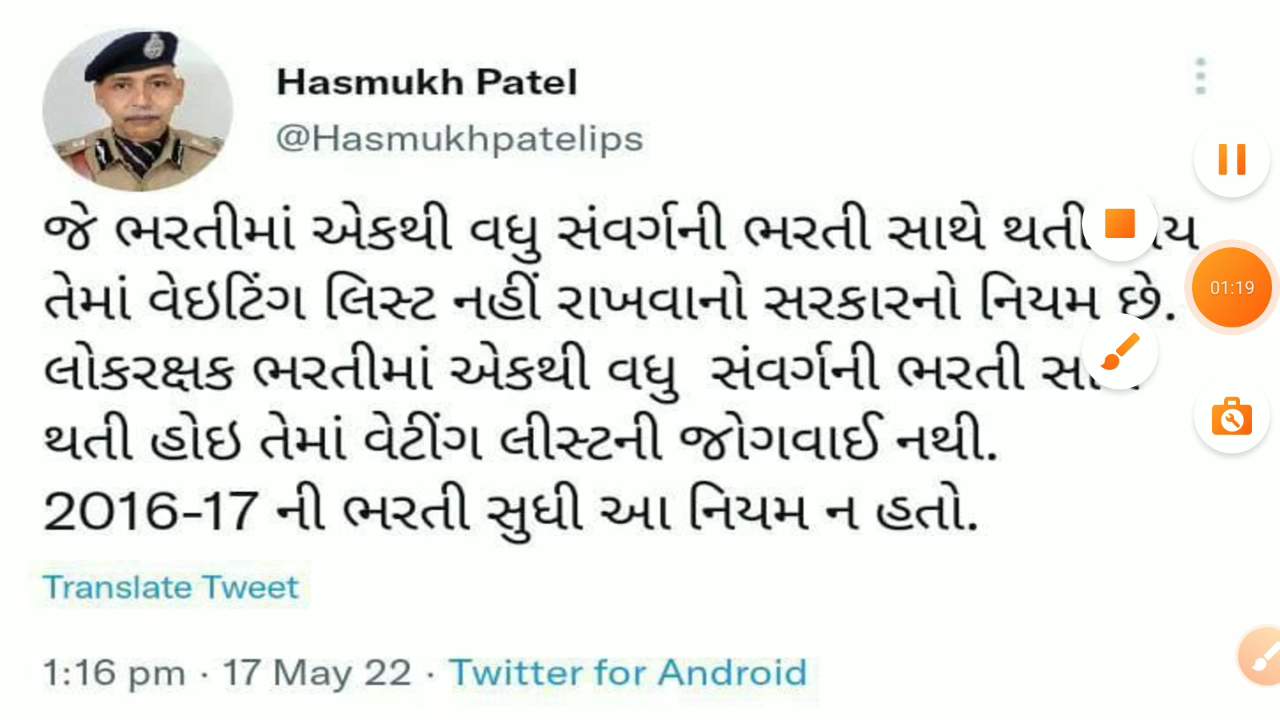 Hasmukh Patel
@Hasmukhpatelips
જે ભરતીમાં એકથી વધુ સંવર્ગની ભરતી સાથે થતી
તેમાં વેઇટિંગ લિસ્ટ નહીં રાખવાનો સરકારનો નિયમ છે.
01:19
લોકરક્ષક ભરતીમાં એકથી વધુ સંવર્ગની ભરતી
થતી હોઇ તેમાં વેટીંગ લીસ્ટની જોગવાઈ નથી.
2016-17 ની ભરતી સુધી આ નિયમ ન હતો.
Translate Tweet
1:16 pm · 17 May 22 · Twitter for Android